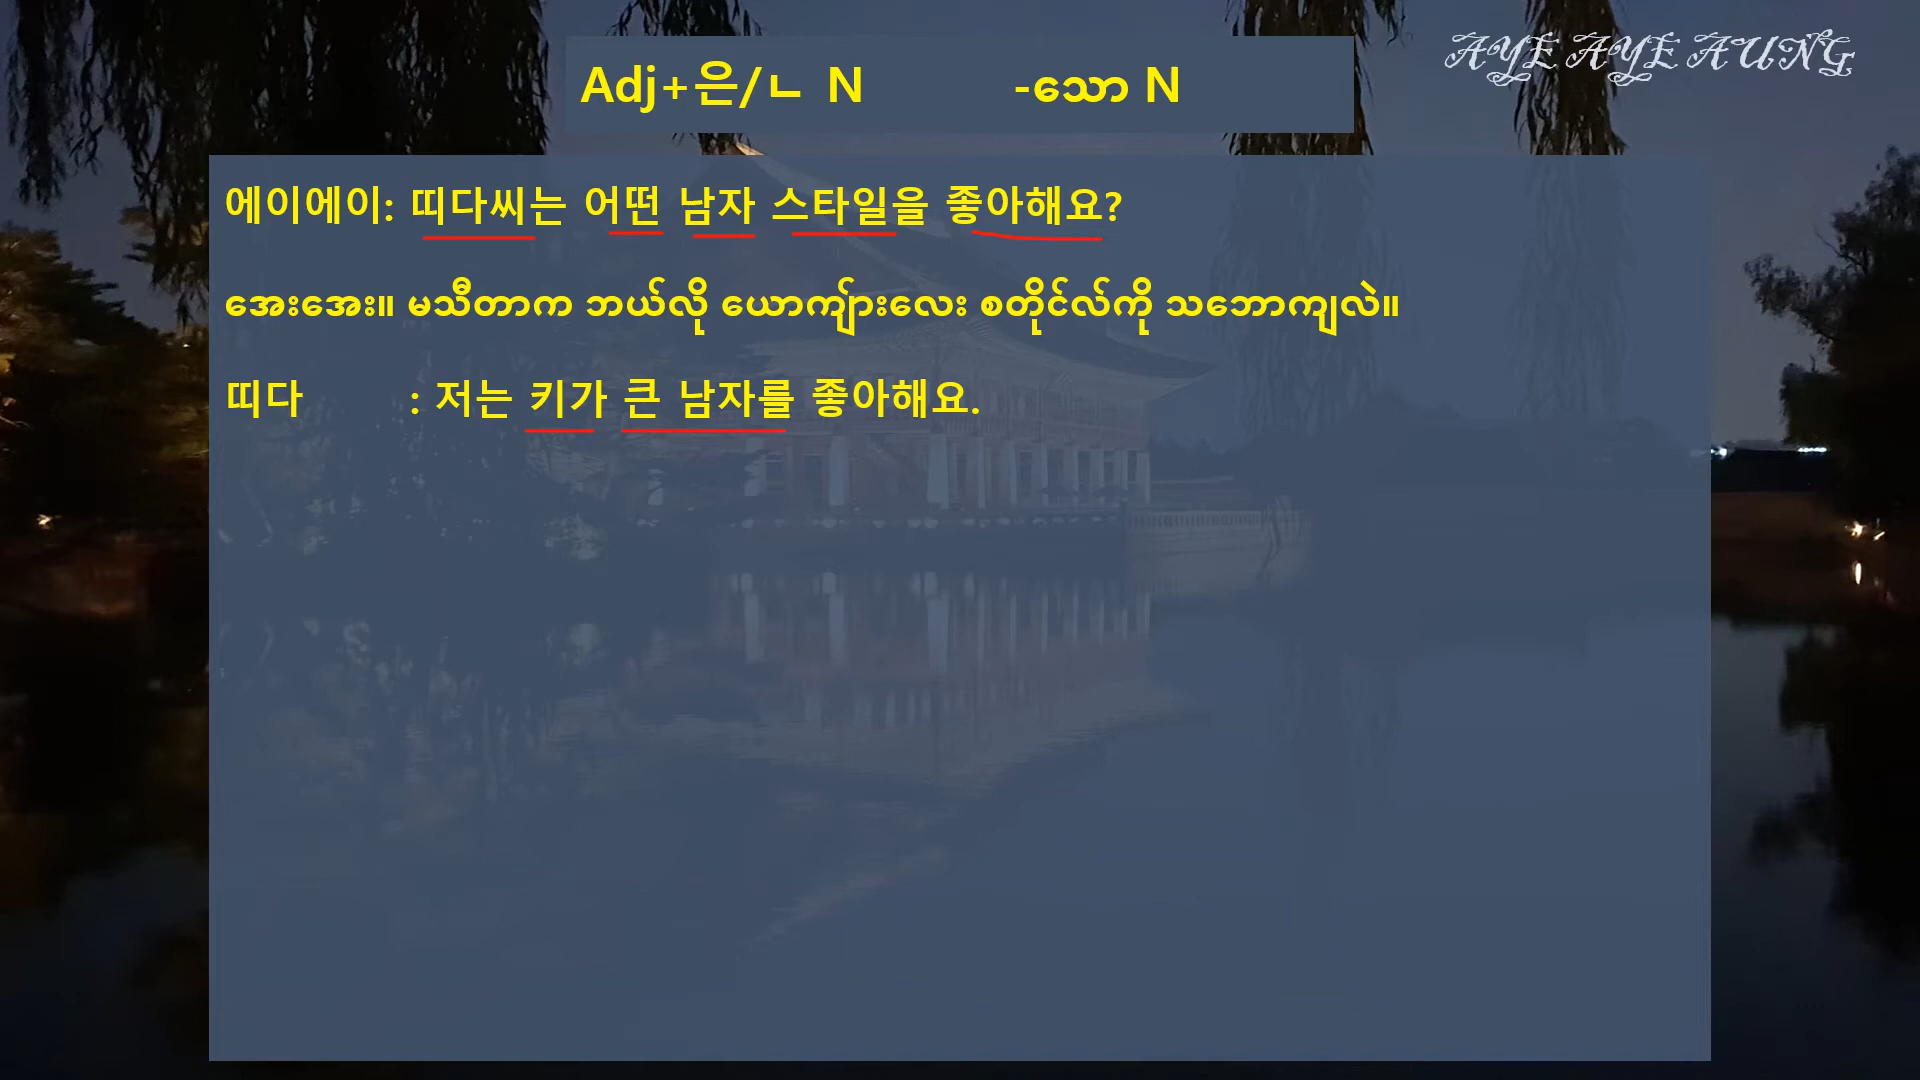 AYE AYE AUNG
Adj+은/ㄴ N -သော N
에이에이: 띠다씨는 어떤 남자 스타일을 좋아해요?
အေးအေး။ မသီတာက ဘယ်လို ယောကျ်ားလေး စတိုင်လ်ကို သဘောကျလဲ။
띠다 : 저는 키가 큰 남자를 좋아해요.